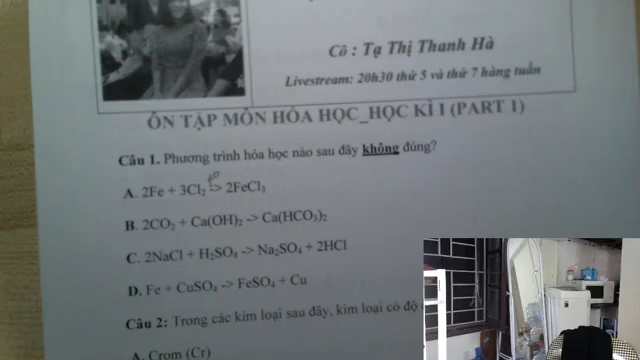 Cô : Tạ Thị Thanh Hà
Livestream: 20h30 thứ 5 và thứ 7 hàng tuần
ÔN TẬP MÔN HÓA HỌC_HỌC KÌ I (PART 1)
Câu 1. Phương trình hóa học nào sau đây không đúng?
A. 2Fe + 3Cl₂ -> 2FeCl₃
B. 2CO₂ + Ca(OH)₂ -> Ca(HCO₃)₂
C. 2NaCl + H₂SO₄ -> Na₂SO₄ + 2HCl
D. Fe + CuSO₄ -> FeSO₄ + Cu
Câu 2: Trong các kim loại sau đây, kim loại có độ
A. Crom (Cr)